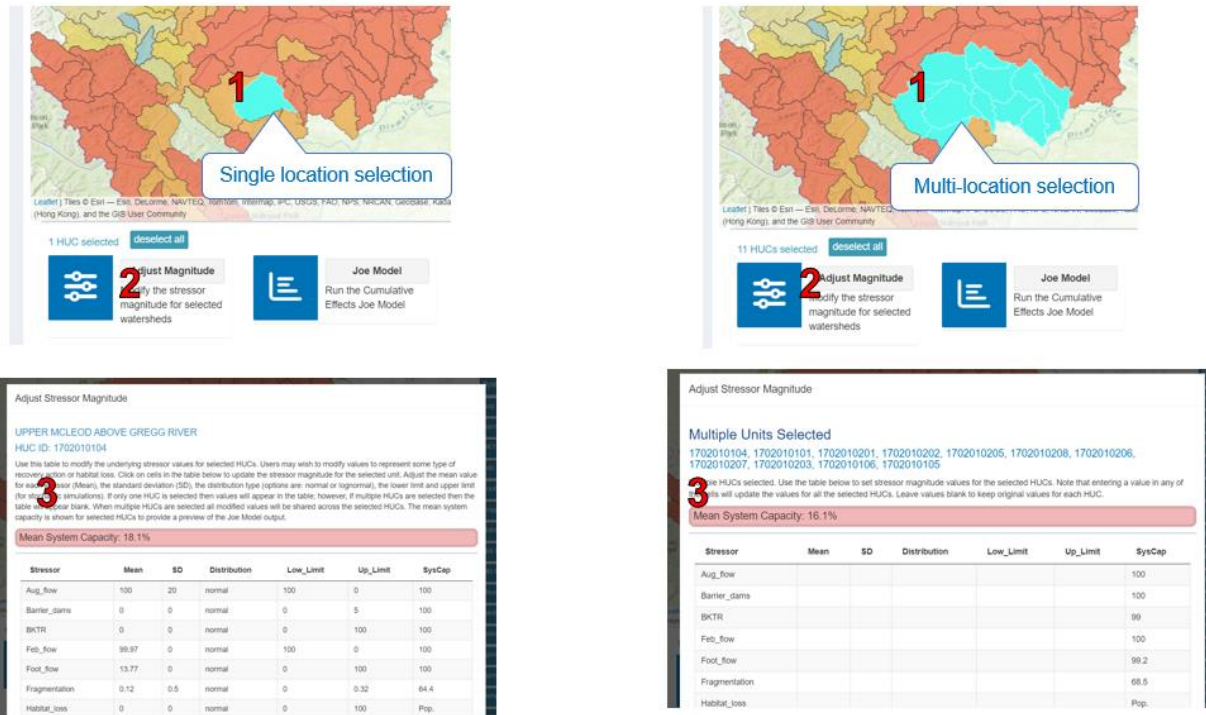 1
Single location selection
Leaflet | Tiles © Esri — Esri, DeLorme, NAVTEQ, TomTom, Intermap, iPC, USGS, FAO, NPS, NRCAN, GeoBase, Kada
(Hong Kong), and the GIS User Community
1 HUC selected deselect all
2
Adjust Magnitude
Modify the stressor
magnitude for selected
watersheds
Joe Model
Run the Cumulative
Effects Joe Model
1
Multi-location selection
Leaflet | Tiles © Esri — Esri, DeLorme, NAVTEQ
(Hong Kong), and the GIS User Community
11 HUCs selected deselect all
2
Adjust Magnitude
Modify the stressor
magnitude for selected
watersheds
Joe Model
Run the Cumulative
Effects Joe Model
Adjust Stressor Magnitude
UPPER MCLEOD ABOVE GREGG RIVER
HUC ID: 1702010104
Use this table to modify the underlying stressor values for selected HUCs. Users may wish to modify values to represent some type of
recovery action or habitat loss. Click on cells in the table below to update the stressor magnitude for the selected unit. Adjust the mean value
for each stressor (Mean), the standard deviation (SD), the distribution type (options are: normal or lognormal), the lower limit and upper limit
(for stochastic simulations). If only one HUC is selected then values will appear in the table; however, if multiple HUCs are selected then the
table will appear blank. When multiple HUCs are selected all modified values will be shared across the selected HUCs. The mean system
capacity is shown for selected HUCs to provide a preview of the Joe Model output.
3
Mean System Capacity: 18.1%
Stressor Mean SD Distribution Low_Limit Up_Limit SysCap
Aug_flow 100 20 normal 100 0 100
Barrier_dams 0 0 normal 0 5 100
BKTR 0 0 normal 0 100 100
Feb_flow 99.97 0 normal 100 0 100
Foot_flow 13.77 0 normal 0 100 100
Fragmentation 0.12 0.5 normal 0 0.32 64.4
Habitat_loss 0 0 normal 0 100 Pop.
Adjust Stressor Magnitude
Multiple Units Selected
1702010104, 1702010101, 1702010201, 1702010202, 1702010205, 1702010208, 1702010206,
1702010207, 1702010203, 1702010106, 1702010105
Multiple HUCs selected. Use the table below to set stressor magnitude values for the selected HUCs. Note that entering a value in any of
the cells will update the values for all the selected HUCs. Leave values blank to keep original values for each HUC.
3
Mean System Capacity: 16.1%
Stressor Mean SD Distribution Low_Limit Up_Limit SysCap
Aug_flow 100
Barrier_dams 100
BKTR 99
Feb_flow 100
Foot_flow 99.2
Fragmentation 68.5
Habitat_loss Pop.